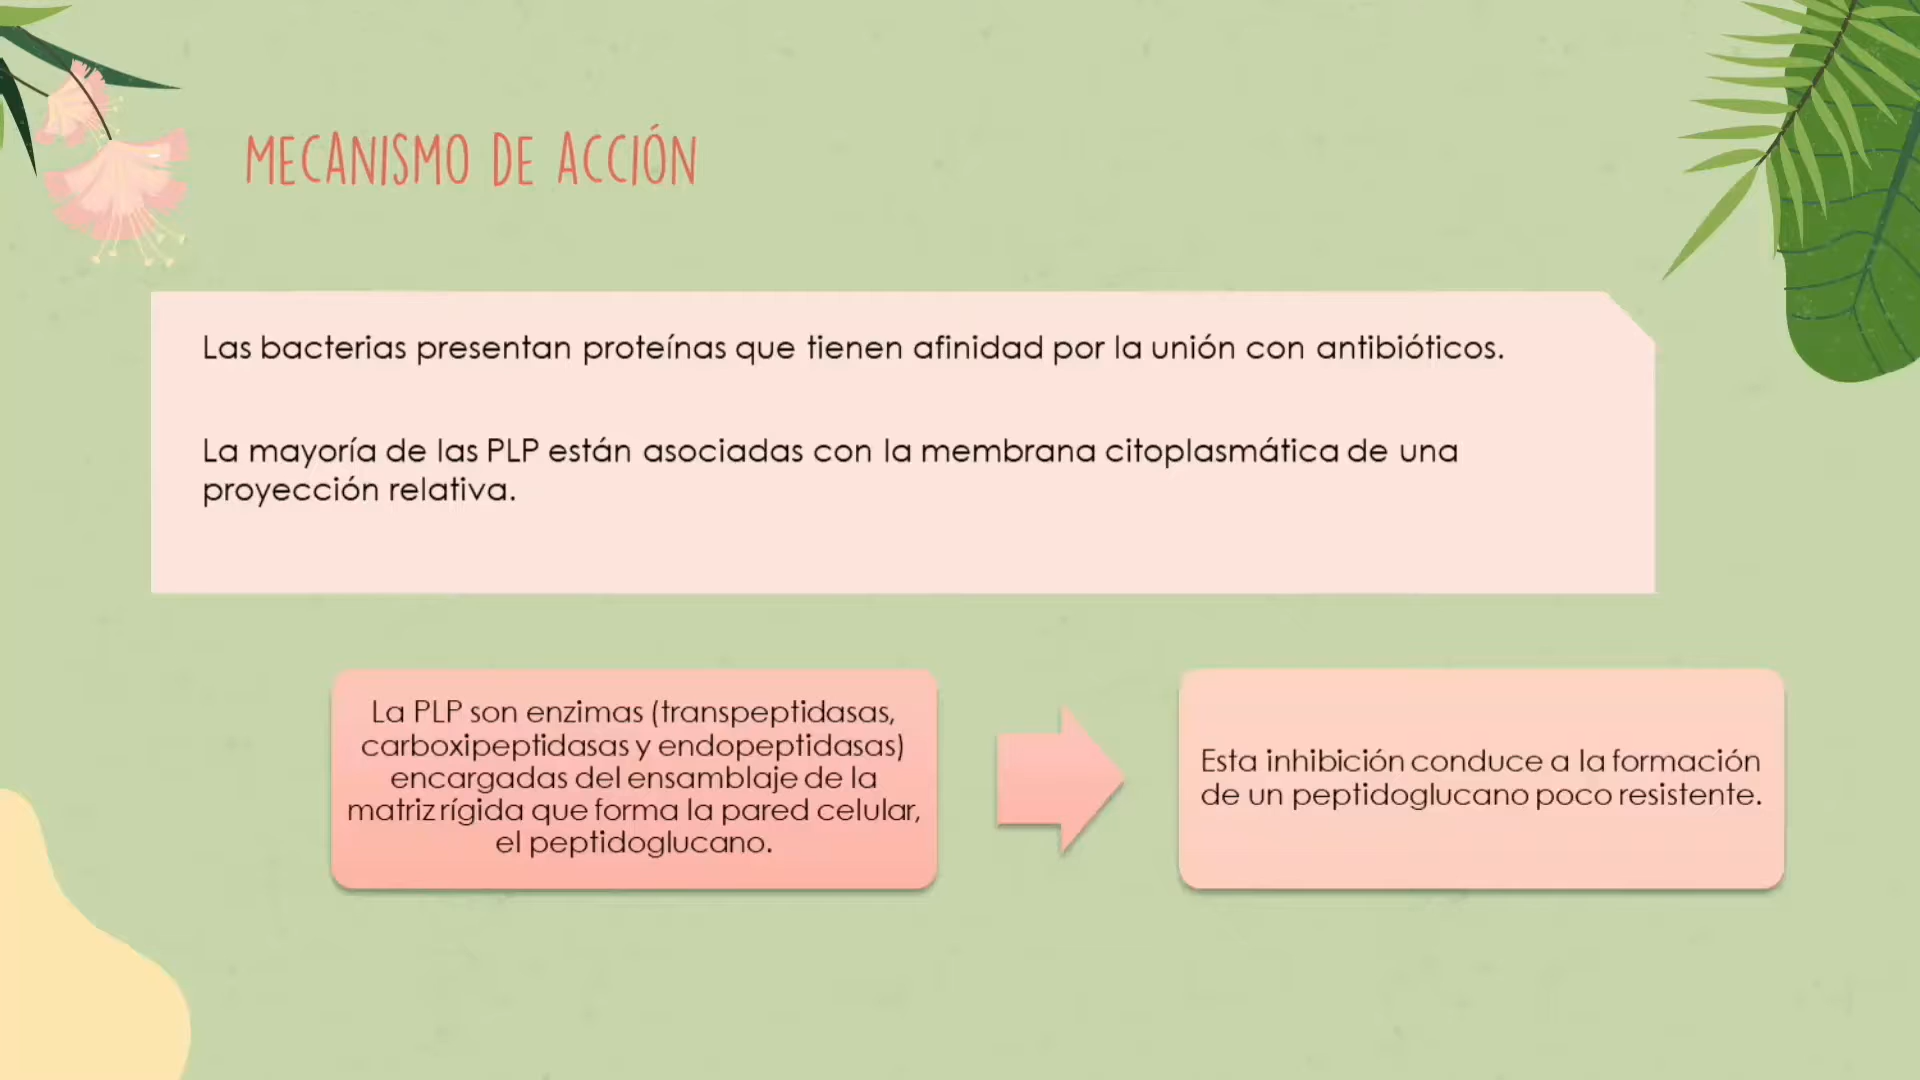 MECANISMO DE ACCIÓN
Las bacterias presentan proteínas que tienen afinidad por la unión con antibióticos.
La mayoría de las PLP están asociadas con la membrana citoplasmática de una
proyección relativa.
La PLP son enzimas (transpeptidasas,
carboxipeptidasas y endopeptidasas)
encargadas del ensamblaje de la
matriz rígida que forma la pared celular,
el peptidoglucano.
Esta inhibición conduce a la formación
de un peptidoglucano poco resistente.